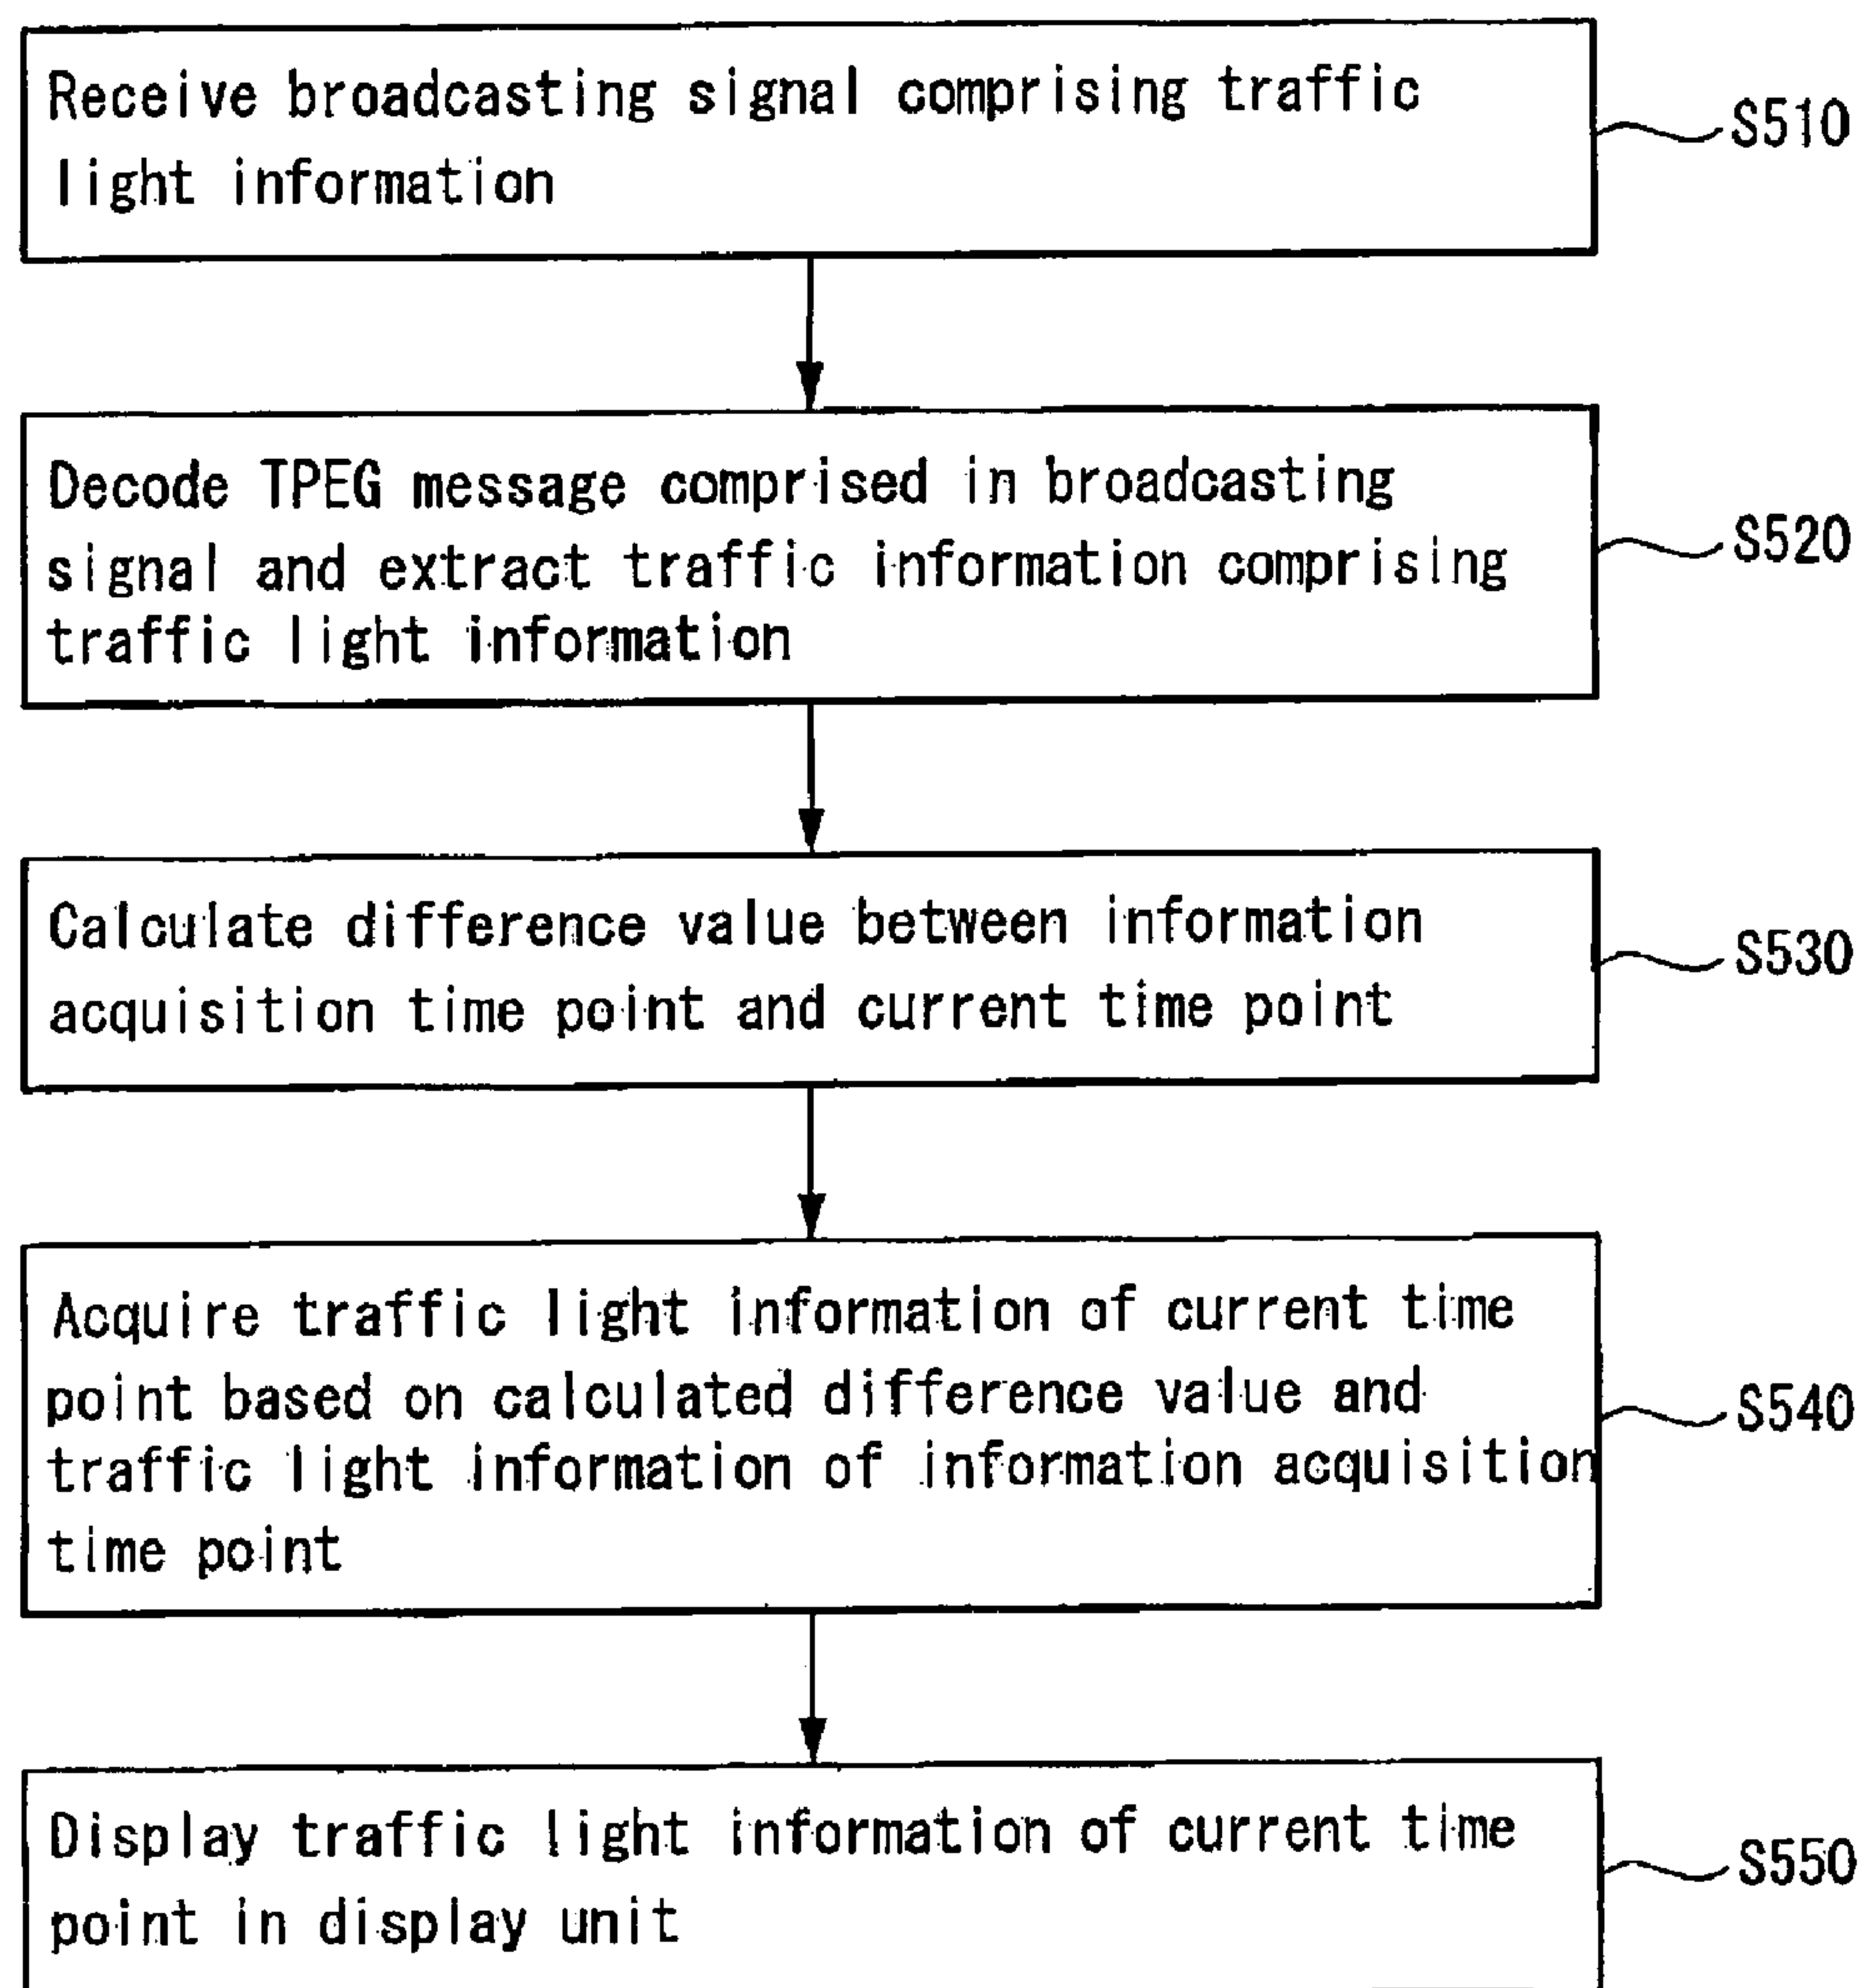 Receive broadcasting signal comprising traffic
light information
S510
Decode TPEG message comprised in broadcasting
signal and extract traffic information comprising
traffic light information
S520
Calculate difference value between information
acquisition time point and current time point
S530
Acquire traffic light information of current time
point based on calculated difference value and
traffic light information of information acquisition
time point
S540
Display traffic light information of current time
point in display unit
S550